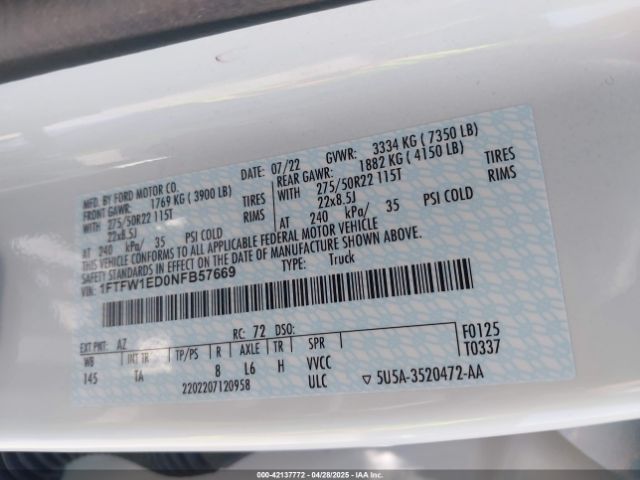 MFD. BY FORD MOTOR CO.
DATE: 07/22 GVWR: 3334 KG ( 7350 LB)
FRONT GAWR: 1769 KG ( 3900 LB) REAR GAWR: 1882 KG ( 4150 LB)
WITH 275/50R22 115T TIRES WITH 275/50R22 115T TIRES
22x8.5J RIMS 22x8.5J RIMS
AT 240 kPa/ 35 PSI COLD AT 240 kPa/ 35 PSI COLD
THIS VEHICLE CONFORMS TO ALL APPLICABLE FEDERAL MOTOR VEHICLE
SAFETY STANDARDS IN EFFECT ON THE DATE OF MANUFACTURE SHOWN ABOVE.
VIN: 1FTFW1ED0NFB57669 TYPE: Truck
EXT PNT: AZ RC: 72 DSO: F0125
WB INT TR TP/PS R AXLE TR SPR T0337
145 TA 8 L6 H VVCC
2202207120958 ULC ▽ 5U5A-3520472-AA
000-42137772 - 04/28/2025 - IAAI.COM